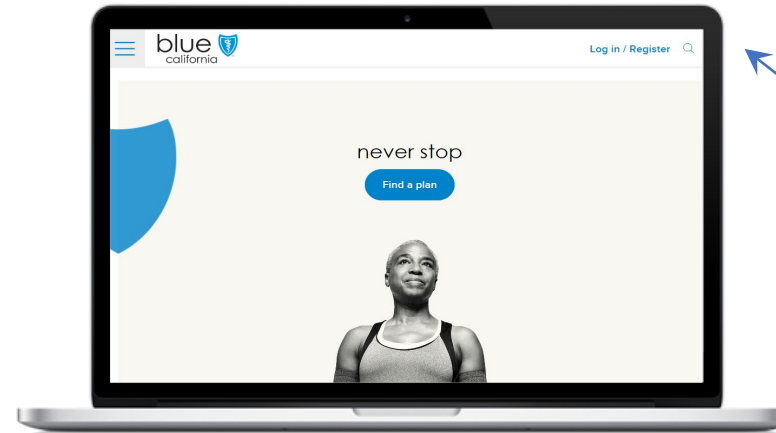 blue
california
Log in / Register
never stop
Find a plan